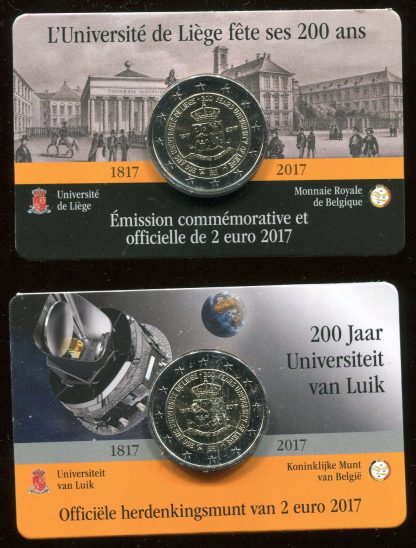 L'Université de Liège fête ses 200 ans
1817
2017
Université
de Liège
Monnaie Royale
de Belgique
Émission commémorative et
officielle de 2 euro 2017
200 Jaar
Universiteit
van Luik
1817
2017
Universiteit
van Luik
Koninklijke Munt
van België
Officiële herdenkingsmunt van 2 euro 2017